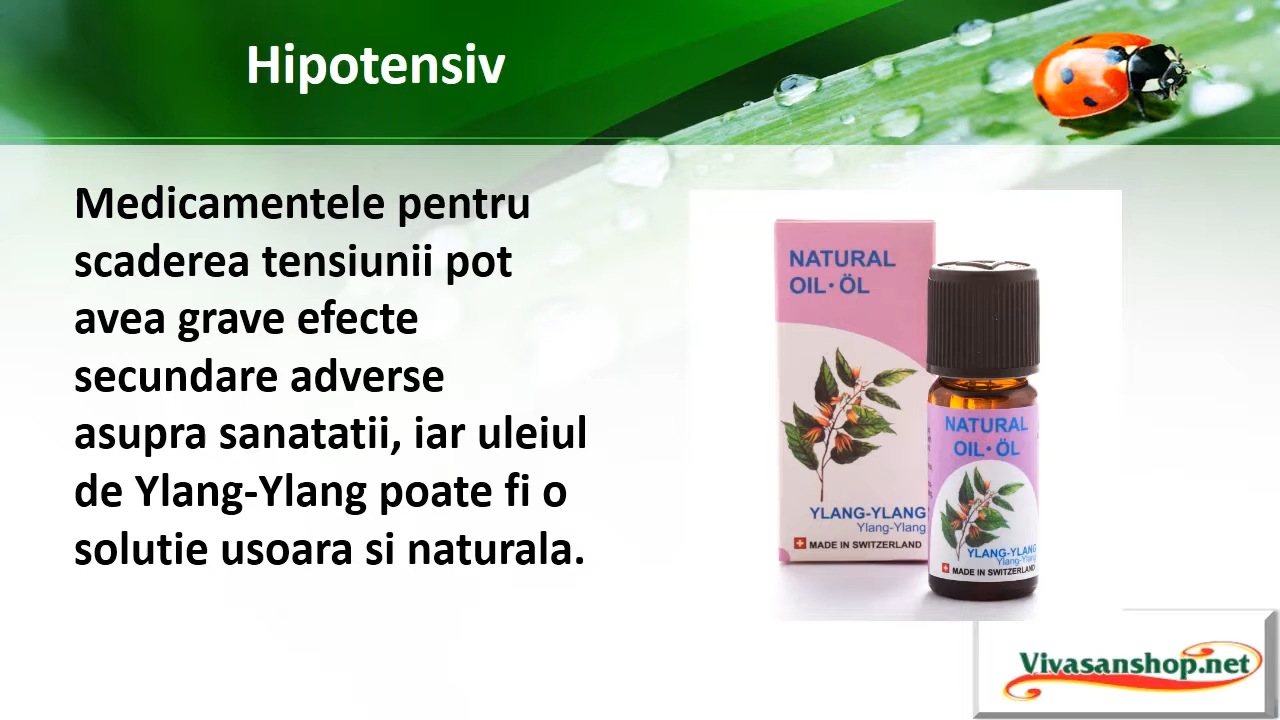 Hipotensiv
Medicamentele pentru
scaderea tensiunii pot
avea grave efecte
secundare adverse
asupra sanatatii, iar uleiul
de Ylang-Ylang poate fi o
solutie usoara si naturala.
NATURAL
OIL·ÖL
YLANG-YLANG
Ylang-Ylang
MADE IN SWITZERLAND
NATURAL
OIL·ÖL
YLANG-YLANG
Ylang-Ylang
MADE IN SWITZERLAND
Vivasanshop.net